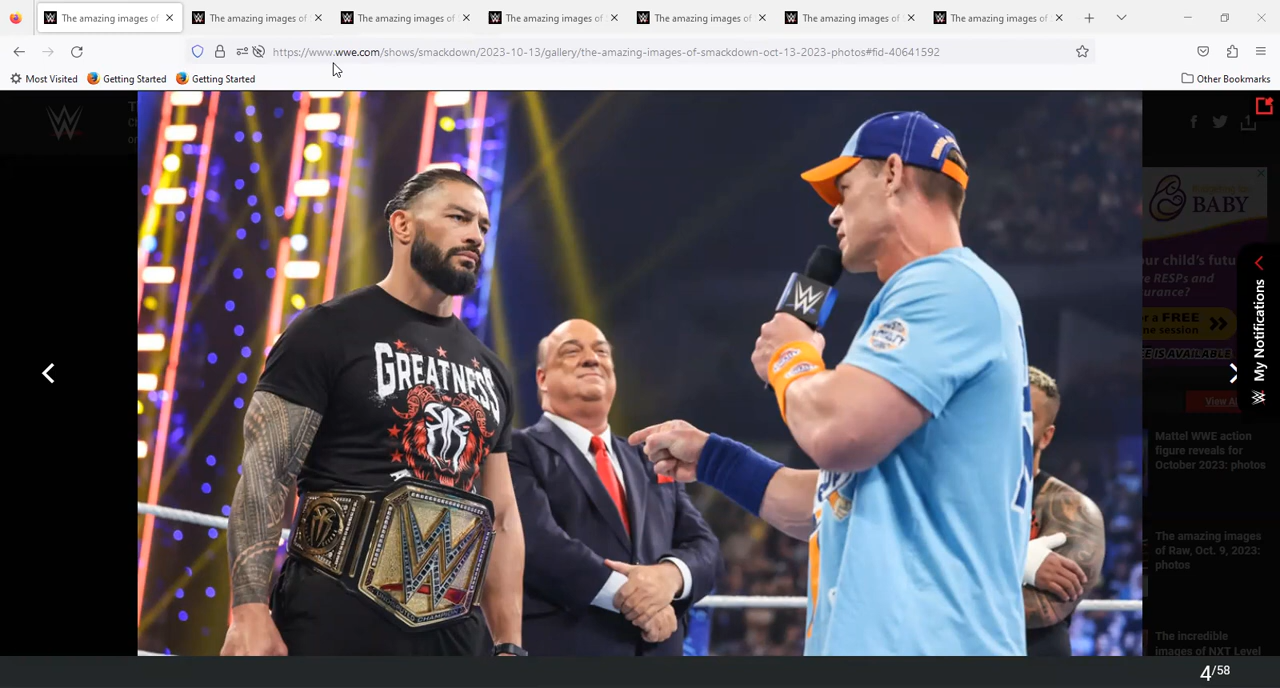 The amazing images of
The amazing images of
The amazing images of
The amazing images of
The amazing images of
The amazing images of
The amazing images of
https://www.wwe.com/shows/smackdown/2023-10-13/gallery/the-amazing-images-of-smackdown-oct-13-2023-photos#fid-40641592
Most Visited
Getting Started
Getting Started
Other Bookmarks
W
T
GREATNESS
W
BABY
our child's futu
e RESPs and
urance?
or a FREE
ne session
EE IS AVAILABLE
View Al
My Notifications
Mattel WWE action
figure reveals for
October 2023: photos
The amazing images
of Raw, Oct. 9, 2023:
photos
The incredible
images of NXT Level
4/58